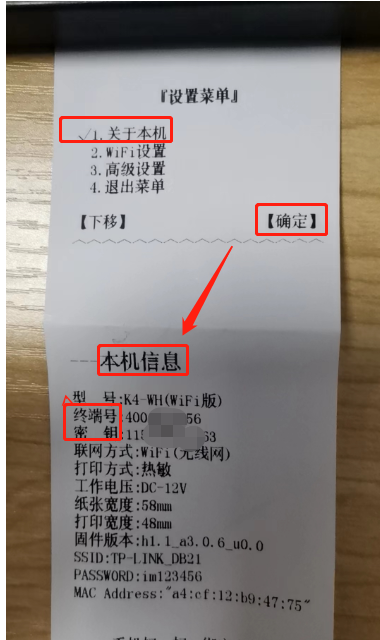 『设置菜单』
✓1.关于本机
2.WiFi设置
3.高级设置
4.退出菜单
【下移】 【确定】
---本机信息
型 号:K4-WH(WiFi版)
终端号:400 56
密 钥:115 63
联网方式:WiFi(无线网)
打印方式:热敏
工作电压:DC-12V
纸张宽度:58mm
打印宽度:48mm
固件版本:h1.1_a3.0.6_u0.0
SSID:TP-LINK_DB21
PASSWORD:im123456
MAC Address:"a4:cf:12:b9:47:75"